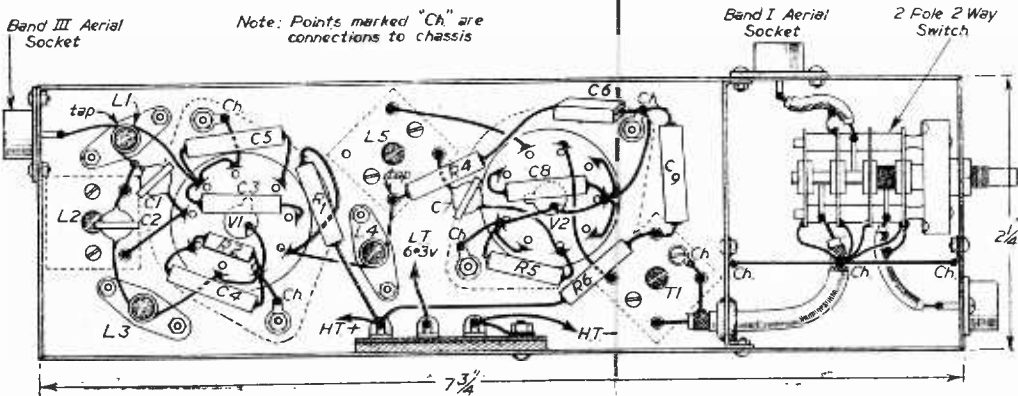 Band III Aerial
Socket
Note: Points marked "Ch." are
connections to chassis
Band I Aerial
Socket
2 Pole 2 Way
Switch
tap
L1
Ch.
C5
L5
C6
Ch.
C1
C3
R1
tap
R4
C8
C9
L2
C2
V1
L4
C
V2
2¼"
R2
LT
6·3v
Ch.
R5
R6
Ch.
T1
Ch.
Ch.
C4
Ch.
L3
HT+
HT−
7¾"